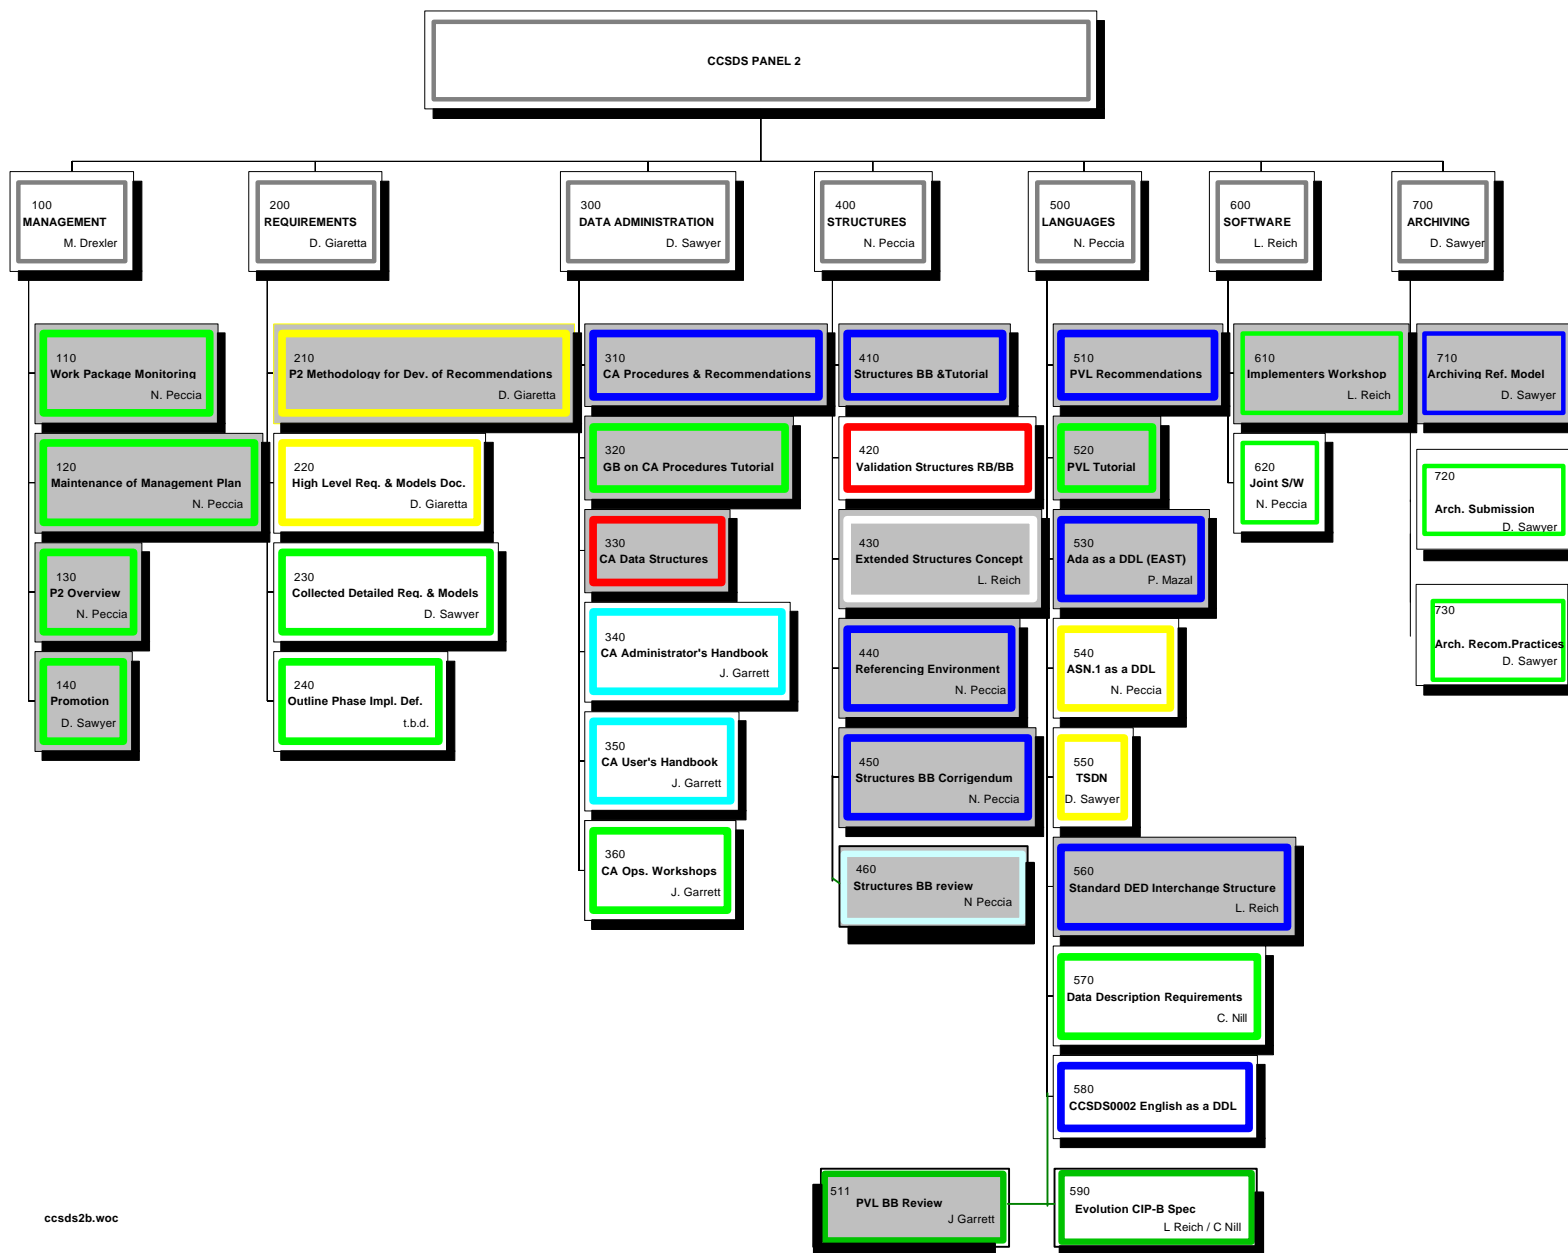 CCSDS PANEL 2
100
MANAGEMENT
M. Drexler
200
REQUIREMENTS
D. Giaretta
300
DATA ADMINISTRATION
D. Sawyer
400
STRUCTURES
N. Peccia
500
LANGUAGES
N. Peccia
600
SOFTWARE
L. Reich
700
ARCHIVING
D. Sawyer
110
Work Package Monitoring
N. Peccia
120
Maintenance of Management Plan
N. Peccia
130
P2 Overview
N. Peccia
140
Promotion
D. Sawyer
210
P2 Methodology for Dev. of Recommendations
D. Giaretta
220
High Level Req. & Models Doc.
D. Giaretta
230
Collected Detailed Req. & Models
D. Sawyer
240
Outline Phase Impl. Def.
t.b.d.
310
CA Procedures & Recommendations
320
GB on CA Procedures Tutorial
330
CA Data Structures
340
CA Administrator's Handbook
J. Garrett
350
CA User's Handbook
J. Garrett
360
CA Ops. Workshops
J. Garrett
410
Structures BB &Tutorial
420
Validation Structures RB/BB
430
Extended Structures Concept
L. Reich
440
Referencing Environment
N. Peccia
450
Structures BB Corrigendum
N. Peccia
460
Structures BB review
N Peccia
510
PVL Recommendations
520
PVL Tutorial
530
Ada as a DDL (EAST)
P. Mazal
540
ASN.1 as a DDL
N. Peccia
550
TSDN
D. Sawyer
560
Standard DED Interchange Structure
L. Reich
570
Data Description Requirements
C. Nill
580
CCSDS0002 English as a DDL
511
PVL BB Review
J Garrett
590
Evolution CIP-B Spec
L Reich / C Nill
610
Implementers Workshop
L. Reich
620
Joint S/W
N. Peccia
710
Archiving Ref. Model
D. Sawyer
720
Arch. Submission
D. Sawyer
730
Arch. Recom.Practices
D. Sawyer
ccsds2b.woc